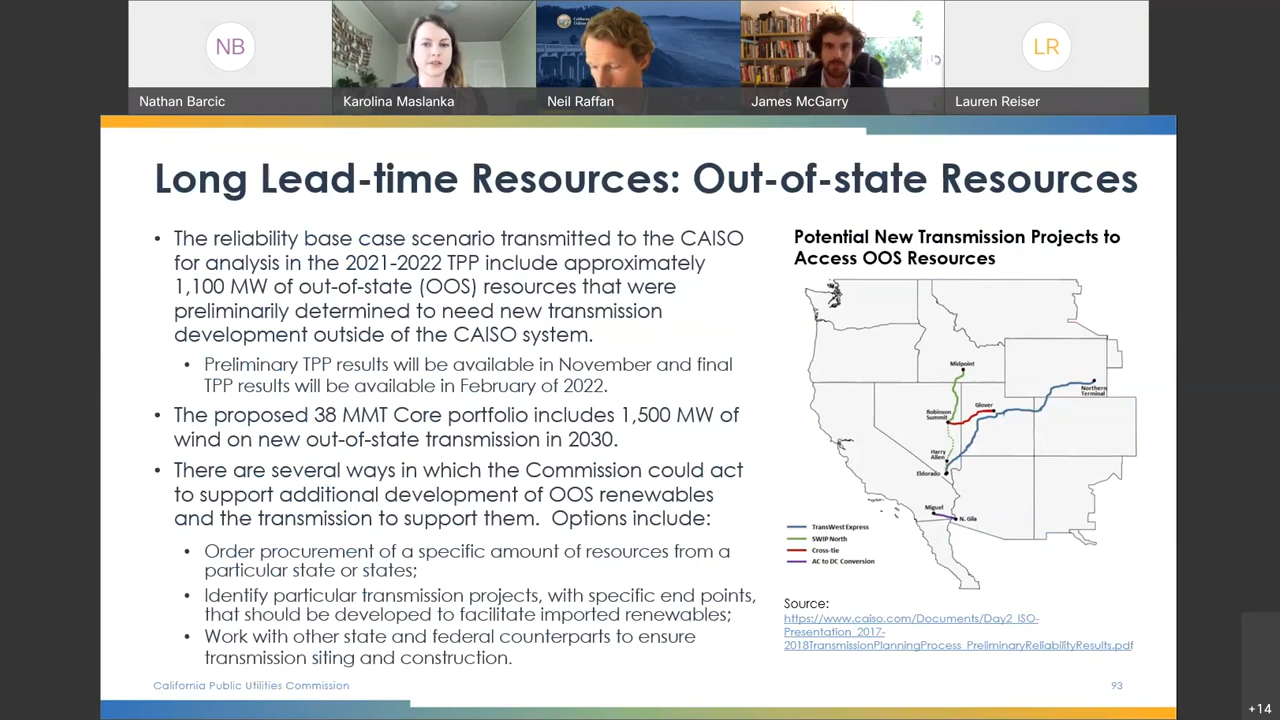 NB
LR
Nathan Barcic
Karolina Maslanka
Neil Raffan
James McGarry
Lauren Reiser
Long Lead-time Resources: Out-of-state Resources
• The reliability base case scenario transmitted to the CAISO
for analysis in the 2021-2022 TPP include approximately
1,100 MW of out-of-state (OOS) resources that were
preliminarily determined to need new transmission
development outside of the CAISO system.
• Preliminary TPP results will be available in November and final
TPP results will be available in February of 2022.
• The proposed 38 MMT Core portfolio includes 1,500 MW of
wind on new out-of-state transmission in 2030.
• There are several ways in which the Commission could act
to support additional development of OOS renewables
and the transmission to support them.  Options include:
• Order procurement of a specific amount of resources from a
particular state or states;
• Identify particular transmission projects, with specific end points,
that should be developed to facilitate imported renewables;
• Work with other state and federal counterparts to ensure
transmission siting and construction.
Potential New Transmission Projects to
Access OOS Resources
Midpoint
Northern
Terminal
Glover
Robinson
Summit
Harry
Allen
Eldorado
Miguel
N. Gila
TransWest Express
SWIP North
Cross-tie
AC to DC Conversion
Source:
https://www.caiso.com/Documents/Day2_ISO-
Presentation_2017-
2018TransmissionPlanningProcess_PreliminaryReliabilityResults.pdf
California Public Utilities Commission
93
+14